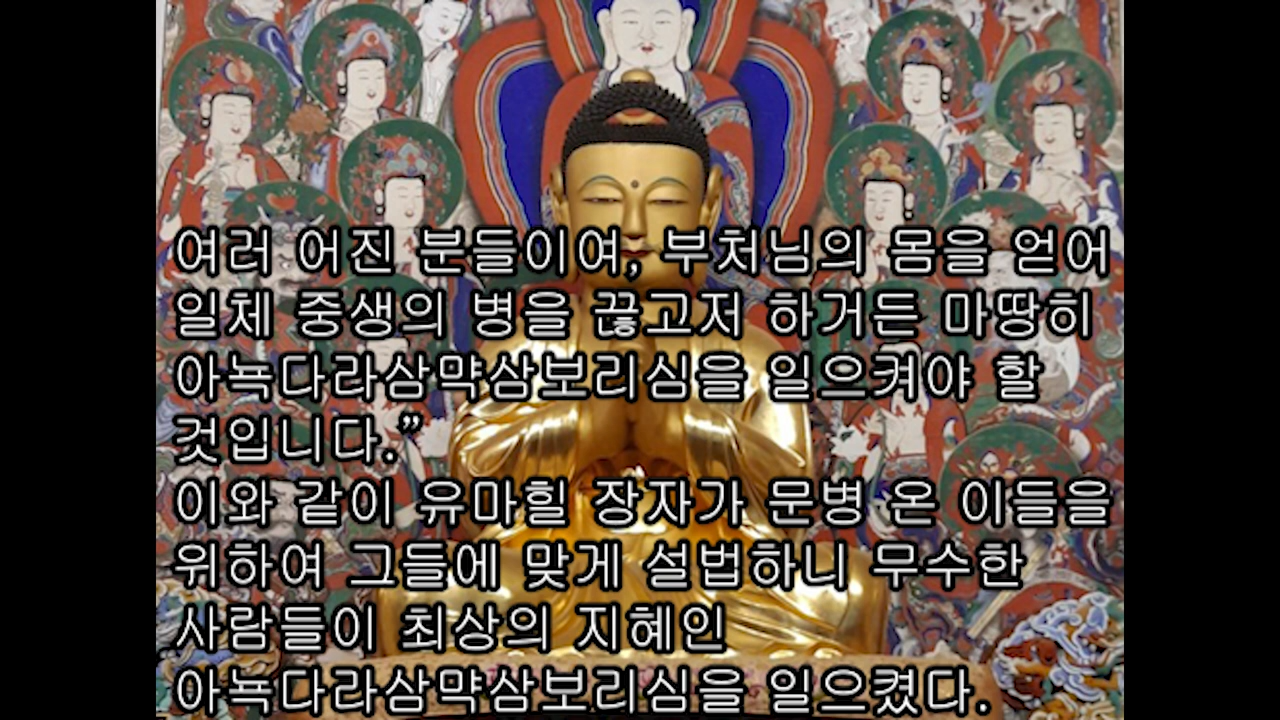 여러 어진 분들이여, 부처님의 몸을 얻어
일체 중생의 병을 끊고저 하거든 마땅히
아뇩다라삼먁삼보리심을 일으켜야 할
것입니다.”
이와 같이 유마힐 장자가 문병 온 이들을
위하여 그들에 맞게 설법하니 무수한
사람들이 최상의 지혜인
아뇩다라삼먁삼보리심을 일으켰다.